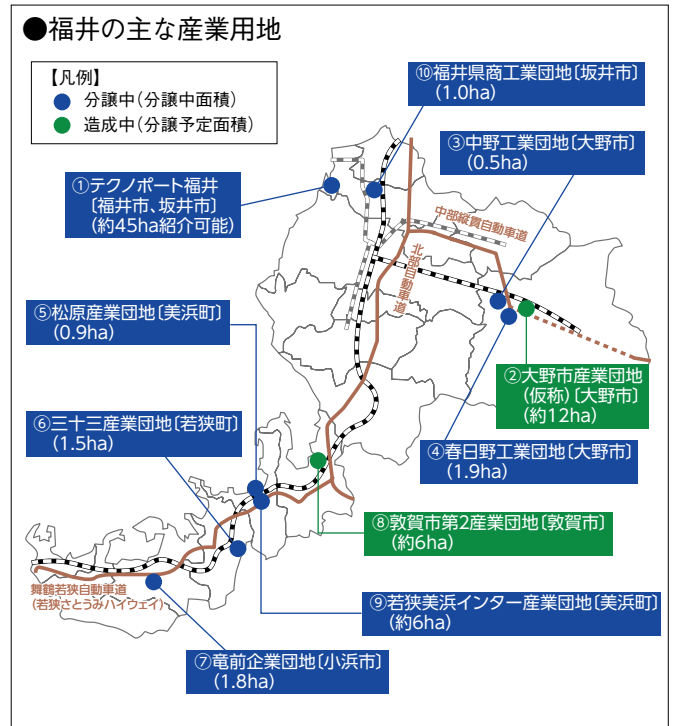 ●福井の主な産業用地
【凡例】
分譲中（分譲中面積）
造成中（分譲予定面積）
⑩福井県商工業団地〔坂井市〕
（1.0ha）
③中野工業団地〔大野市〕
（0.5ha）
①テクノポート福井
〔福井市、坂井市〕
（約45ha紹介可能）
中部縦貫自動車道
北部自動車道
⑤松原産業団地〔美浜町〕
（0.9ha）
②大野市産業団地
（仮称）〔大野市〕
（約12ha）
⑥三十三産業団地〔若狭町〕
（1.5ha）
④春日野工業団地〔大野市〕
（1.9ha）
⑧敦賀市第2産業団地〔敦賀市〕
（約6ha）
舞鶴若狭自動車道
（若狭さとうみハイウェイ）
⑨若狭美浜インター産業団地〔美浜町〕
（約6ha）
⑦竜前企業団地〔小浜市〕
（1.8ha）